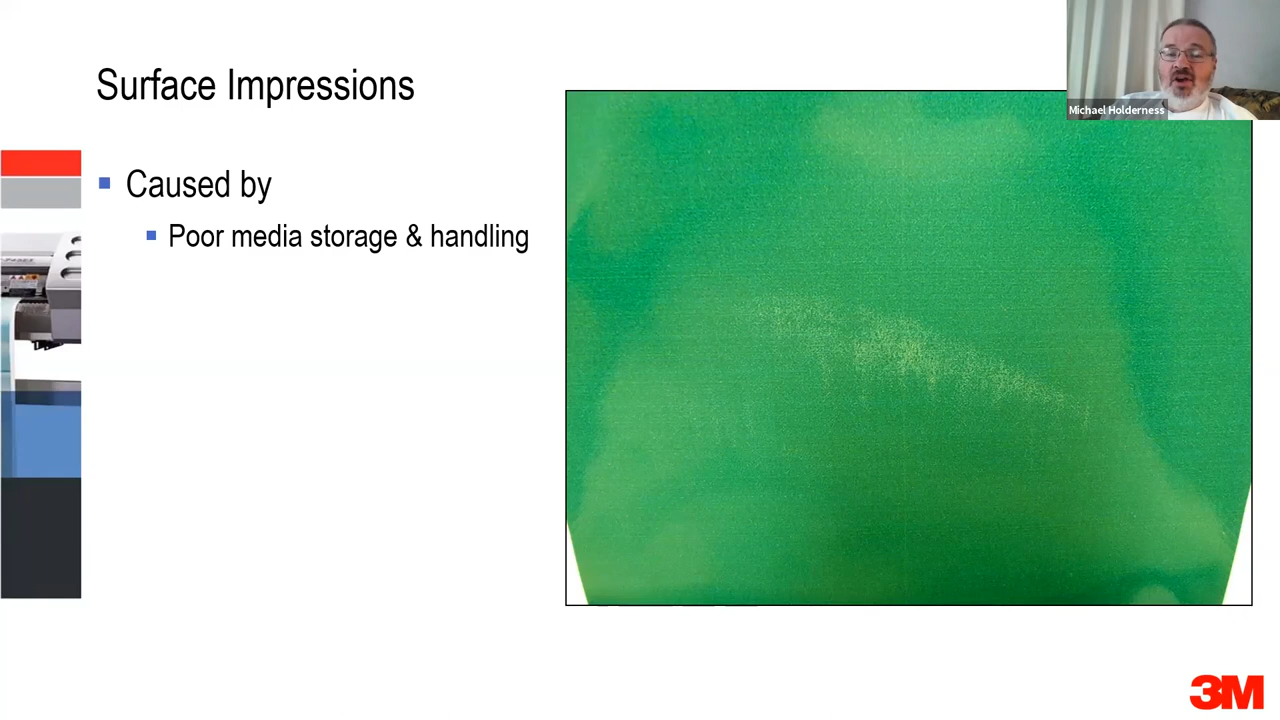 Surface Impressions
Michael Holderness
Caused by
Poor media storage & handling
3M